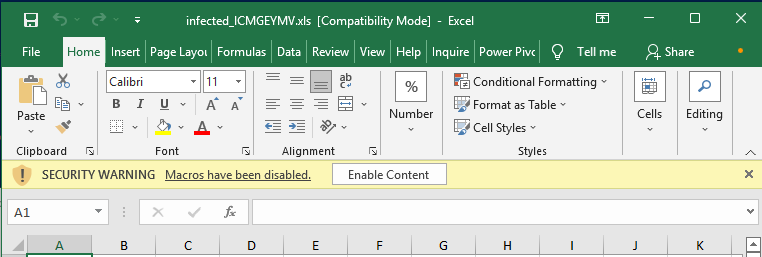 infected_ICMGEYMV.xls [Compatibility Mode] - Excel
File Home Insert Page Layou Formulas Data Review View Help Inquire Power Pivo Tell me Share
Calibri 11 ab c
Paste B I U A A A Number Conditional Formatting Format as Table Cell Styles Cells Editing
Clipboard Font Alignment Styles
SECURITY WARNING Macros have been disabled. Enable Content
A1 fx
A B C D E F G H I J K